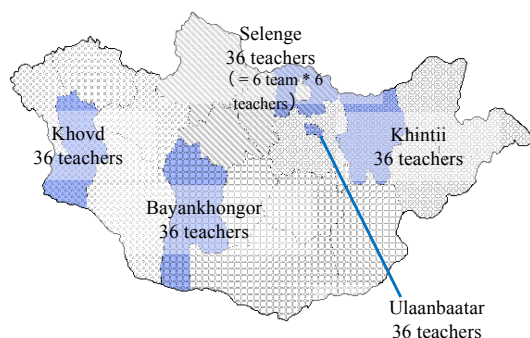 Selenge
36 teachers
( = 6 team * 6
teachers)
Khovd
36 teachers
Khintii
36 teachers
Bayankhongor
36 teachers
Ulaanbaatar
36 teachers